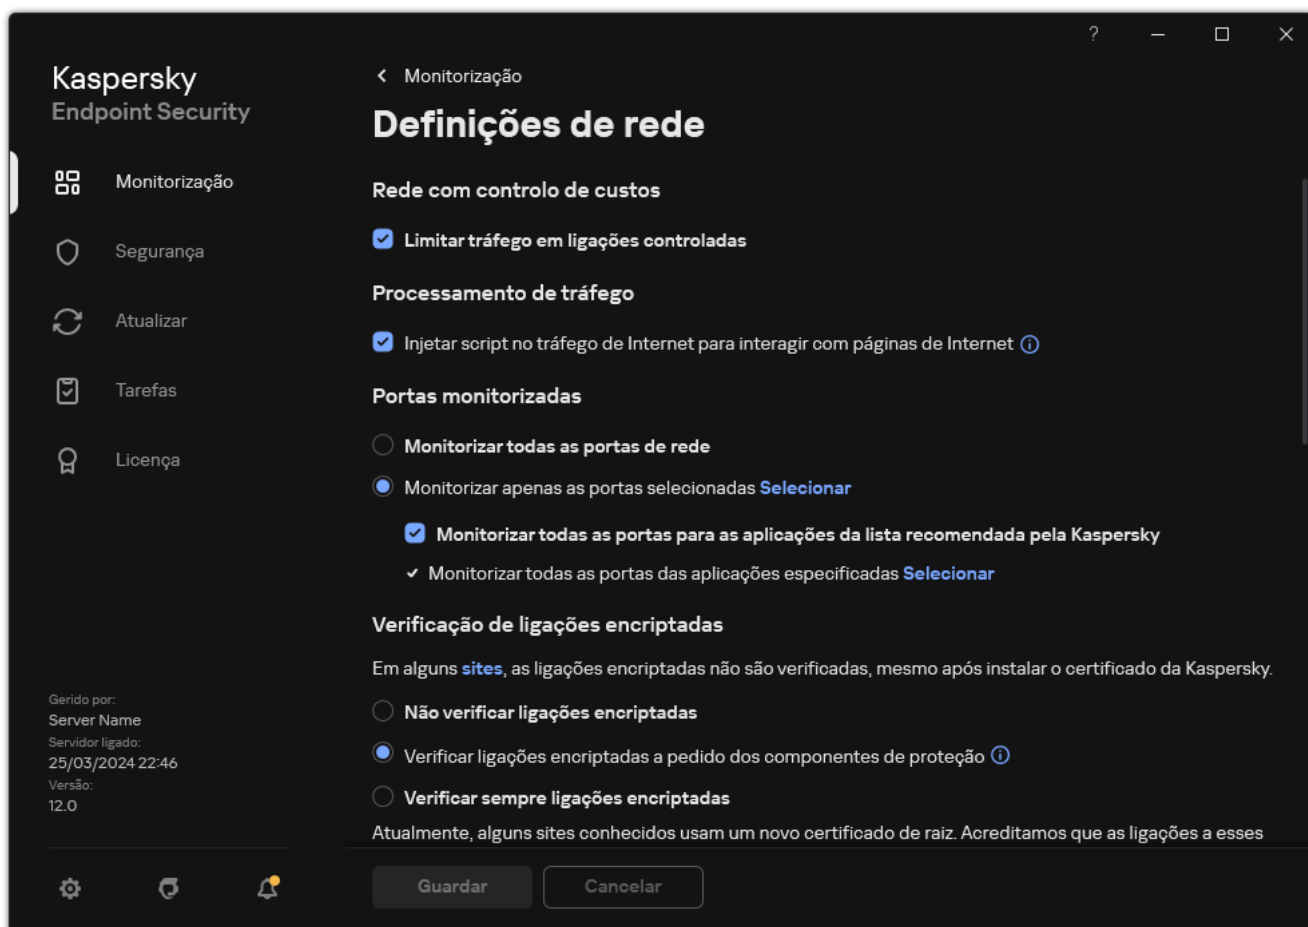 Kaspersky
Endpoint Security
Monitorização
Segurança
Atualizar
Tarefas
Licença
Gerido por:
Server Name
Servidor ligado:
25/03/2024 22:46
Versão:
12.0
?
Monitorização
Definições de rede
Rede com controlo de custos
Limitar tráfego em ligações controladas
Processamento de tráfego
Injetar script no tráfego de Internet para interagir com páginas de Internet
Portas monitorizadas
Monitorizar todas as portas de rede
Monitorizar apenas as portas selecionadas Selecionar
Monitorizar todas as portas para as aplicações da lista recomendada pela Kaspersky
Monitorizar todas as portas das aplicações especificadas Selecionar
Verificação de ligações encriptadas
Em alguns sites, as ligações encriptadas não são verificadas, mesmo após instalar o certificado da Kaspersky.
Não verificar ligações encriptadas
Verificar ligações encriptadas a pedido dos componentes de proteção
Verificar sempre ligações encriptadas
Atualmente, alguns sites conhecidos usam um novo certificado de raiz. Acreditamos que as ligações a esses
Guardar
Cancelar